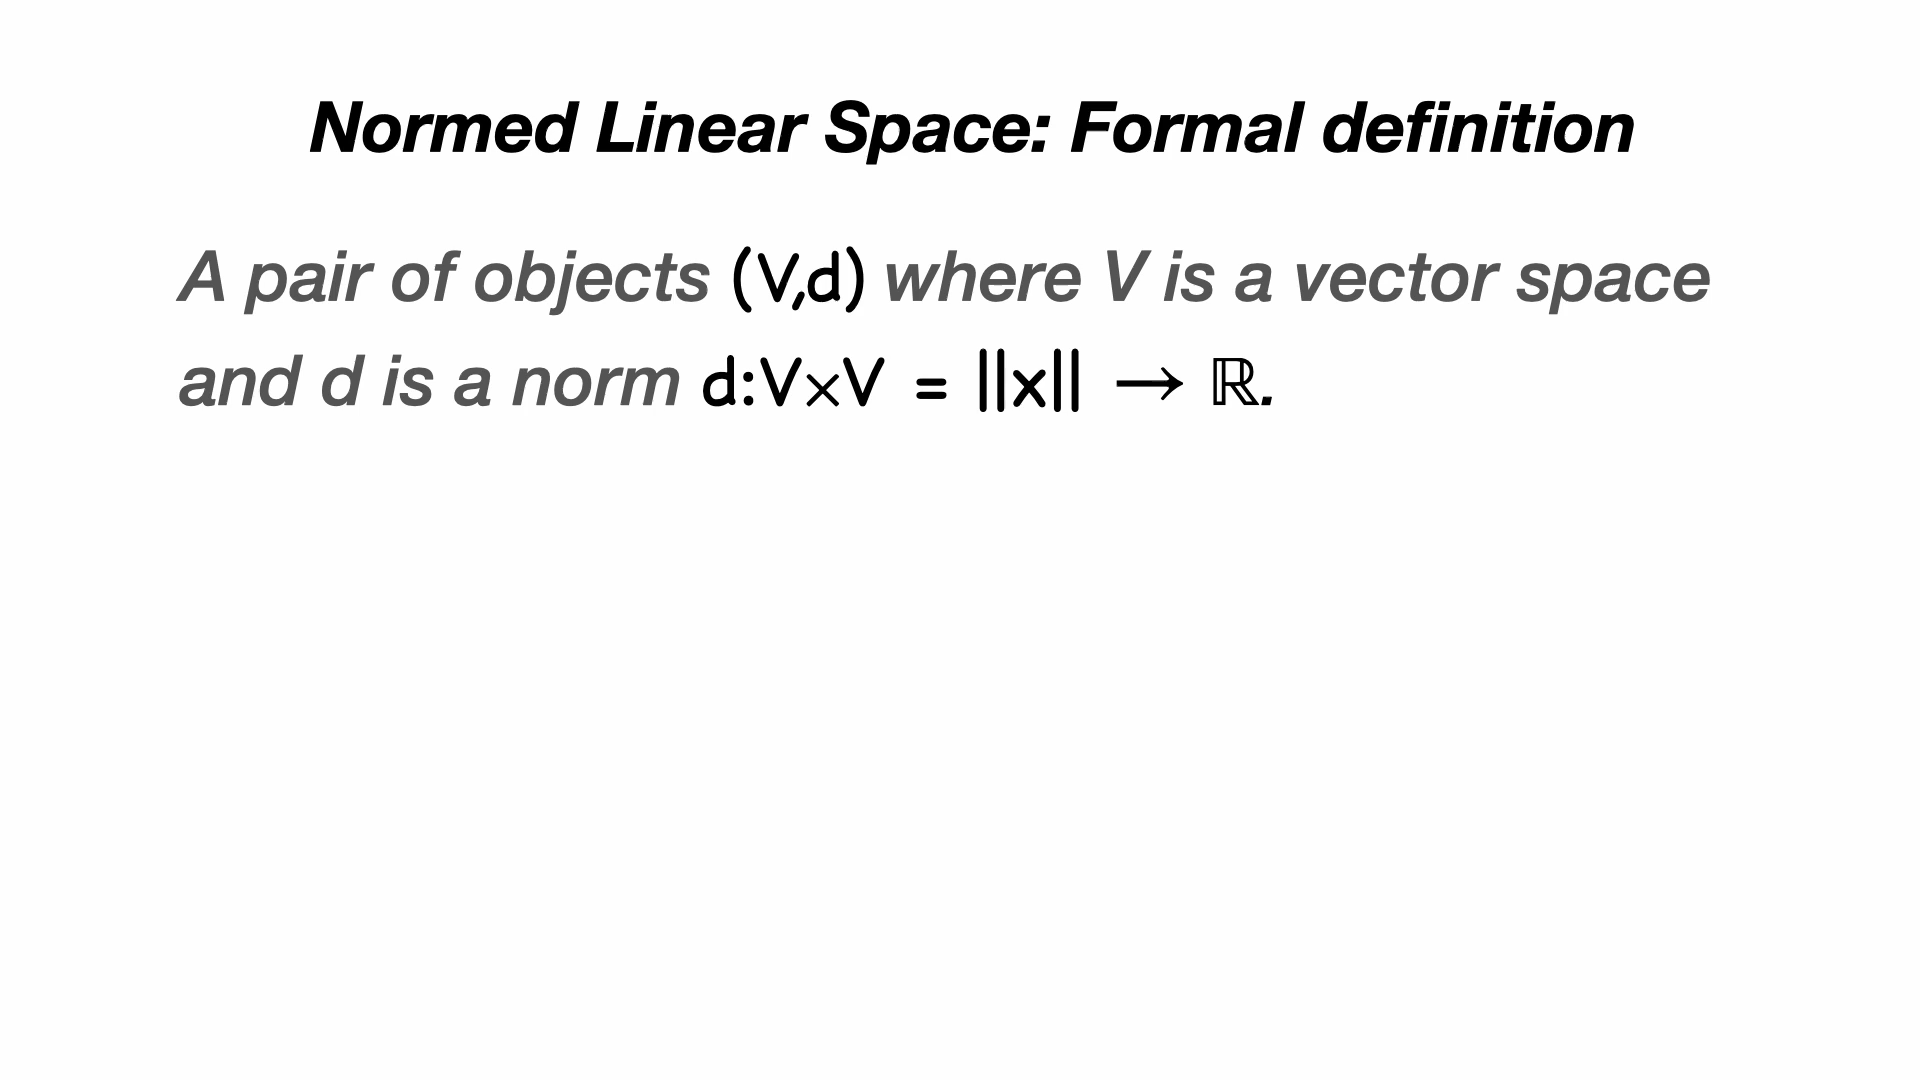 Normed Linear Space: Formal definition
A pair of objects (V,d) where V is a vector space
and d is a norm d:V×V = ||x|| → ℝ.